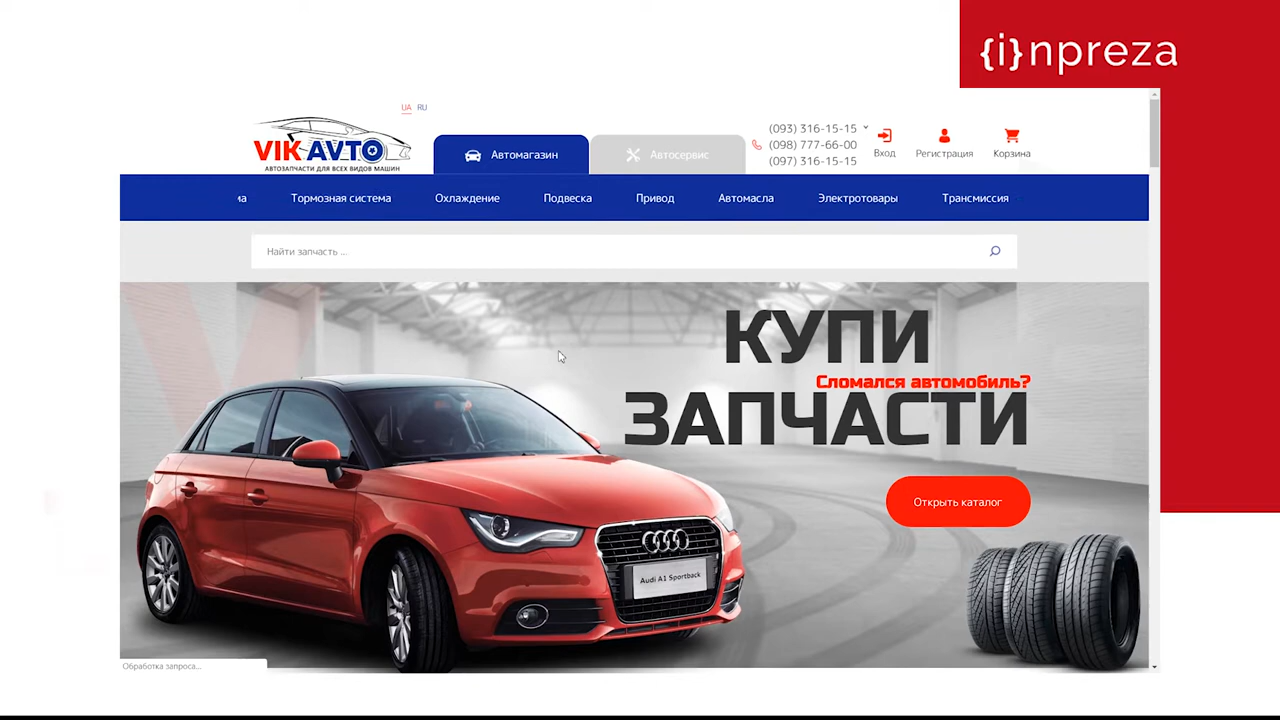 {i}npreza
UA RU
VIKAVTO
АВТОЗАПЧАСТИ ДЛЯ ВСЕХ ВИДОВ МАШИН
Автомагазин
Автосервис
(093) 316-15-15
(098) 777-66-00
(097) 316-15-15
Вход
Регистрация
Корзина
ма Тормозная система Охлаждение Подвеска Привод Автомасла Электротовары Трансмиссия
Найти запчасть ...
КУПИ
Сломался автомобиль?
ЗАПЧАСТИ
Открыть каталог
Audi A1 Sportback
Обработка запроса...